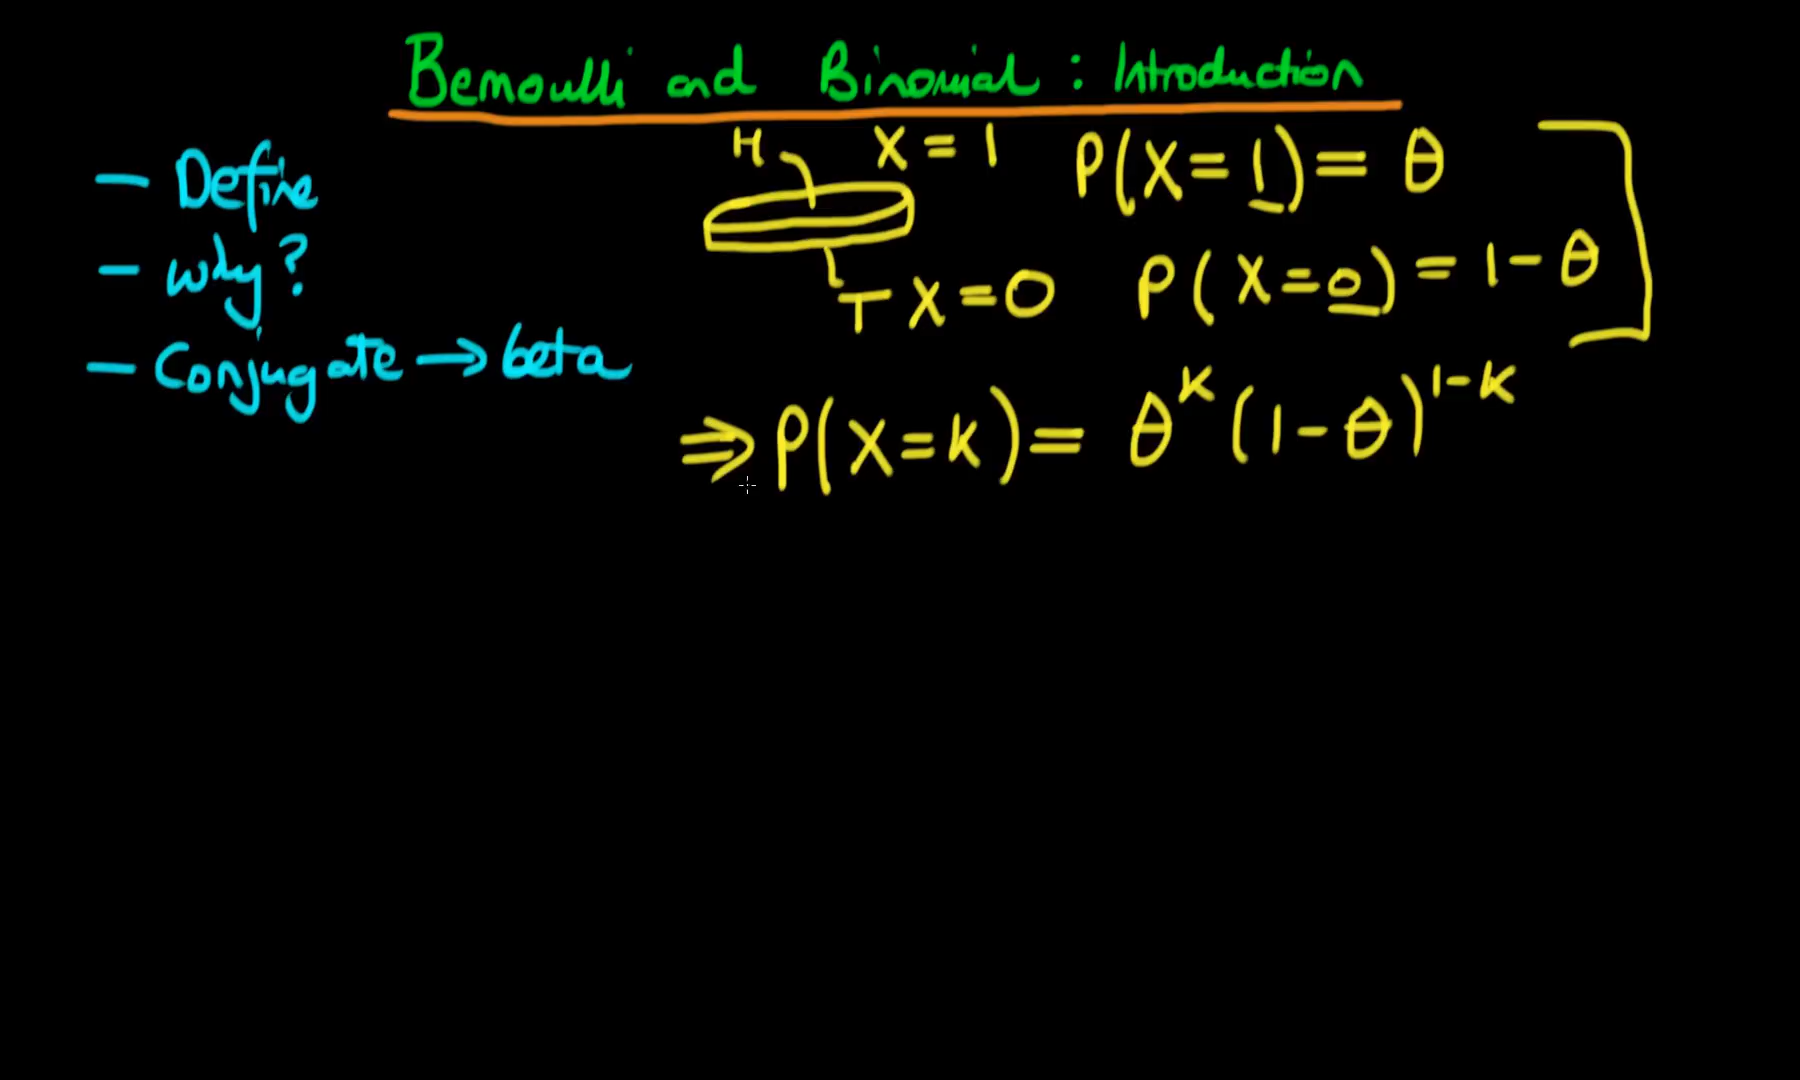 Bernoulli and Binomial : Introduction
- Define
- why?
- Conjugate → beta
H X = 1 P(X = 1) = θ
T X = 0 P(X = 0) = 1 - θ
⇒ P(X = K) = θ^K (1 - θ)^1-K